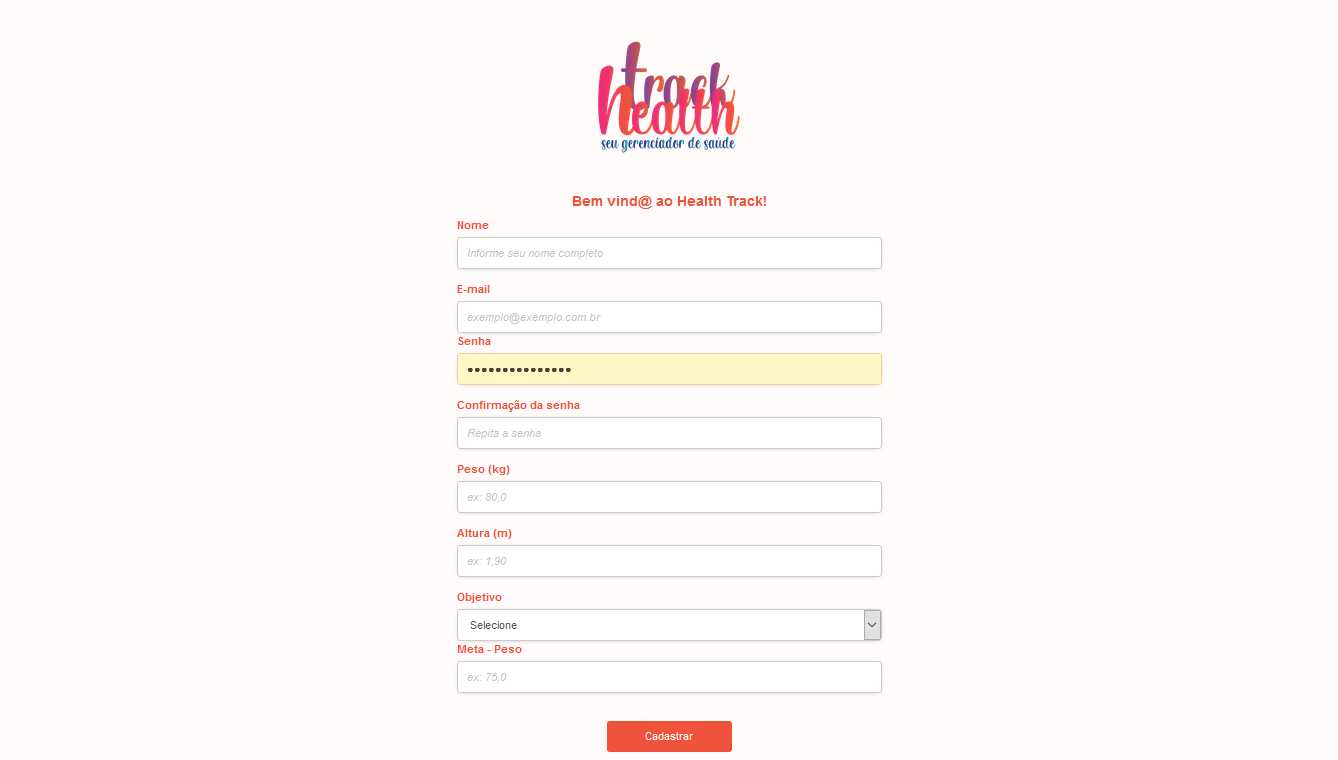 track
health
seu gerenciador de saúde
Bem vind@ ao Health Track!
Nome
Informe seu nome completo
E-mail
exemplo@exemplo.com.br
Senha
•••••••••••••••
Confirmação da senha
Repita a senha
Peso (kg)
ex: 80,0
Altura (m)
ex: 1,90
Objetivo
Selecione
Meta - Peso
ex: 75,0
Cadastrar